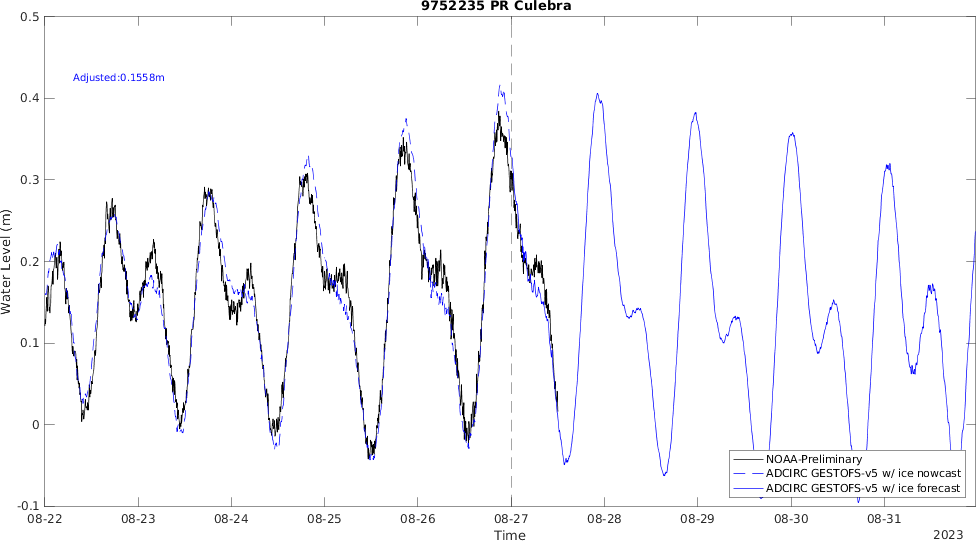 9752235 PR Culebra
0.5
0.4
0.3
0.2
0.1
0
-0.1
Water Level (m)
Adjusted:0.1558m
NOAA-Preliminary
ADCIRC GESTOFS-v5 w/ ice nowcast
ADCIRC GESTOFS-v5 w/ ice forecast
08-22 08-23 08-24 08-25 08-26 08-27 08-28 08-29 08-30 08-31
Time
2023